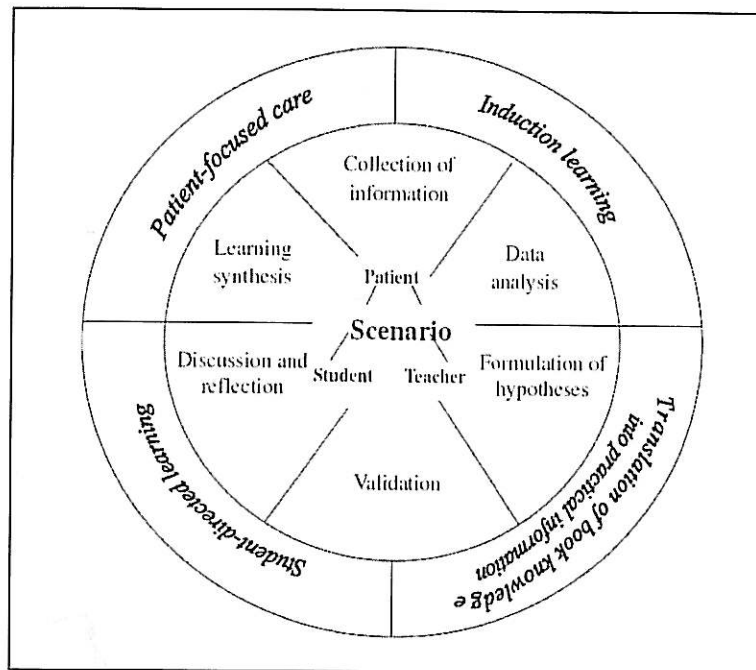 Patient-focused care
Induction learning
Collection of
information
Learning
synthesis
Data
analysis
Patient
Scenario
Discussion and
reflection
Student
Teacher
Formulation of
hypotheses
Validation
Student-directed learning
Translation of book knowledge
into practical information